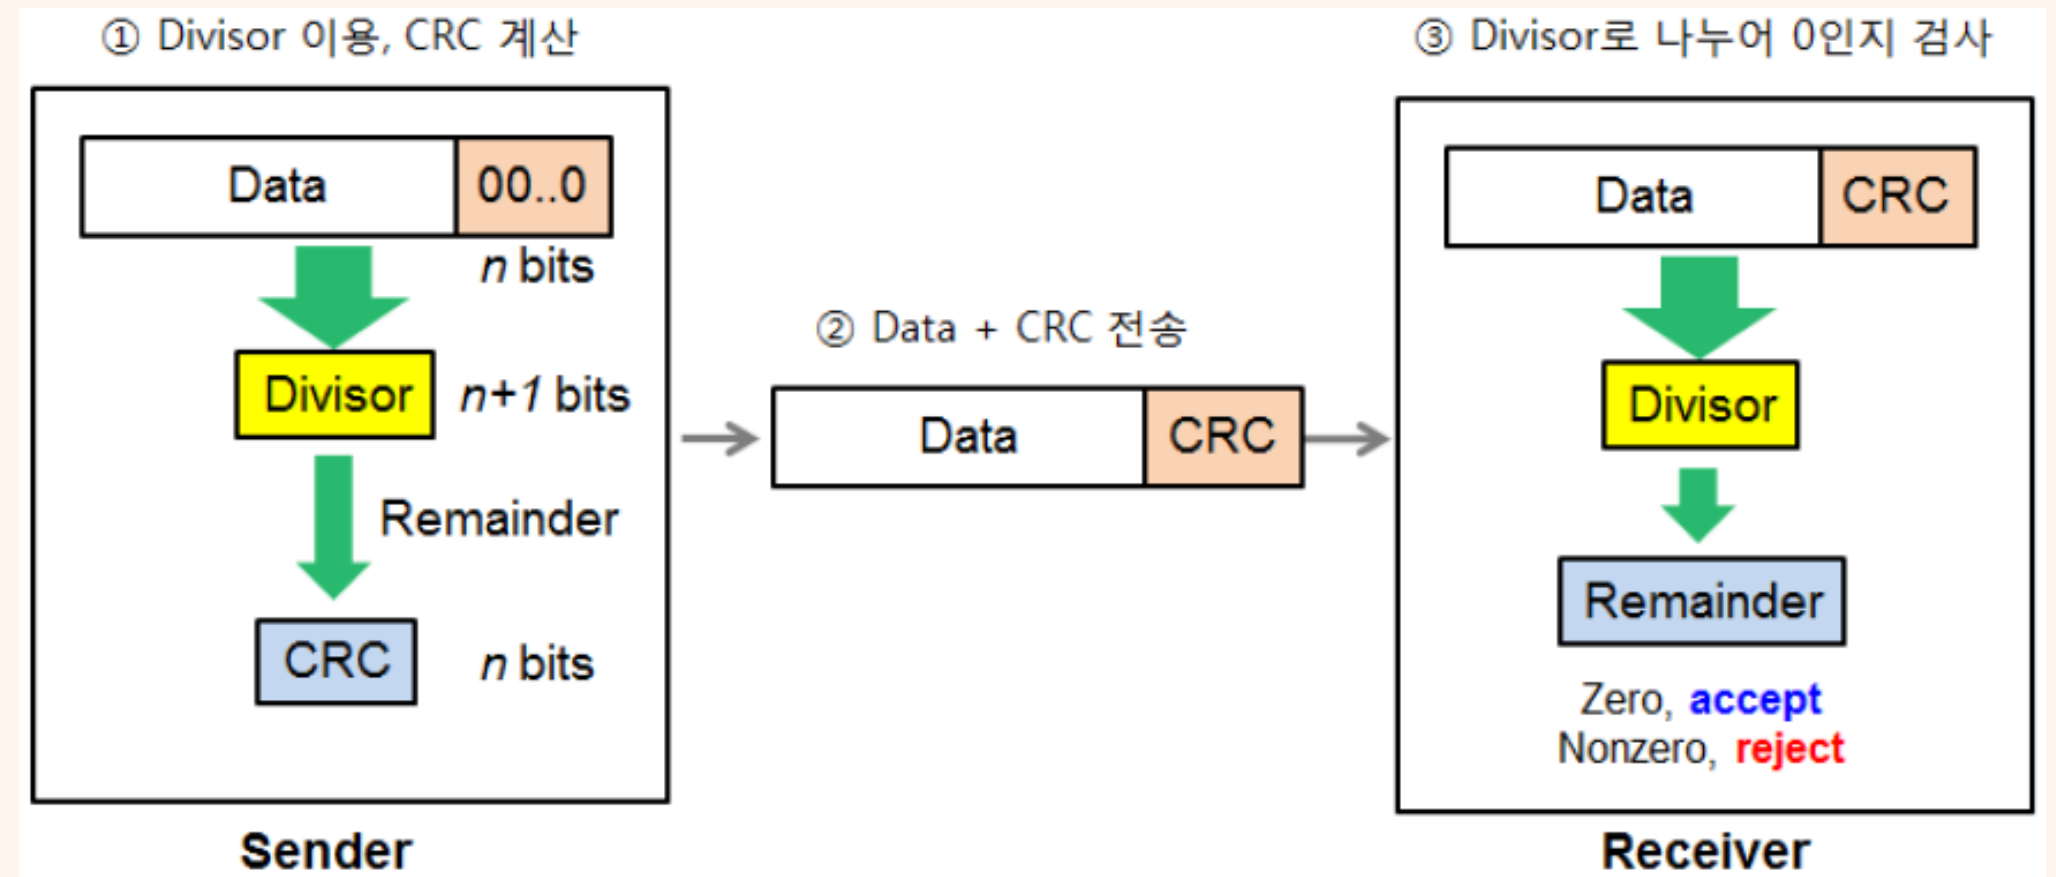 ① Divisor 이용, CRC 계산
Data 00..0
n bits
Divisor n+1 bits
Remainder
CRC n bits
Sender
② Data + CRC 전송
Data CRC
③ Divisor로 나누어 0인지 검사
Data CRC
Divisor
Remainder
Zero, accept
Nonzero, reject
Receiver